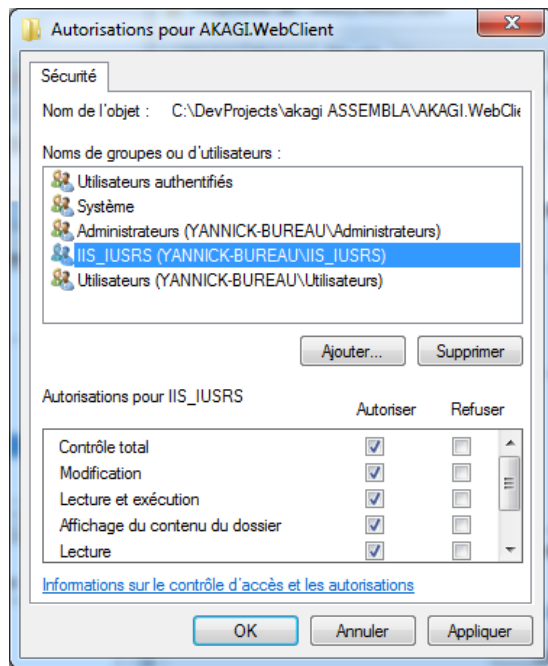 Autorisations pour AKAGI.WebClient
Sécurité
Nom de l'objet : C:\DevProjects\akagi ASSEMBLA\AKAGI.WebClie
Noms de groupes ou d'utilisateurs :
Utilisateurs authentifiés
Système
Administrateurs (YANNICK-BUREAU\Administrateurs)
IIS_IUSRS (YANNICK-BUREAU\IIS_IUSRS)
Utilisateurs (YANNICK-BUREAU\Utilisateurs)
Ajouter... Supprimer
Autorisations pour IIS_IUSRS Autoriser Refuser
Contrôle total
Modification
Lecture et exécution
Affichage du contenu du dossier
Lecture
Informations sur le contrôle d'accès et les autorisations
OK Annuler Appliquer